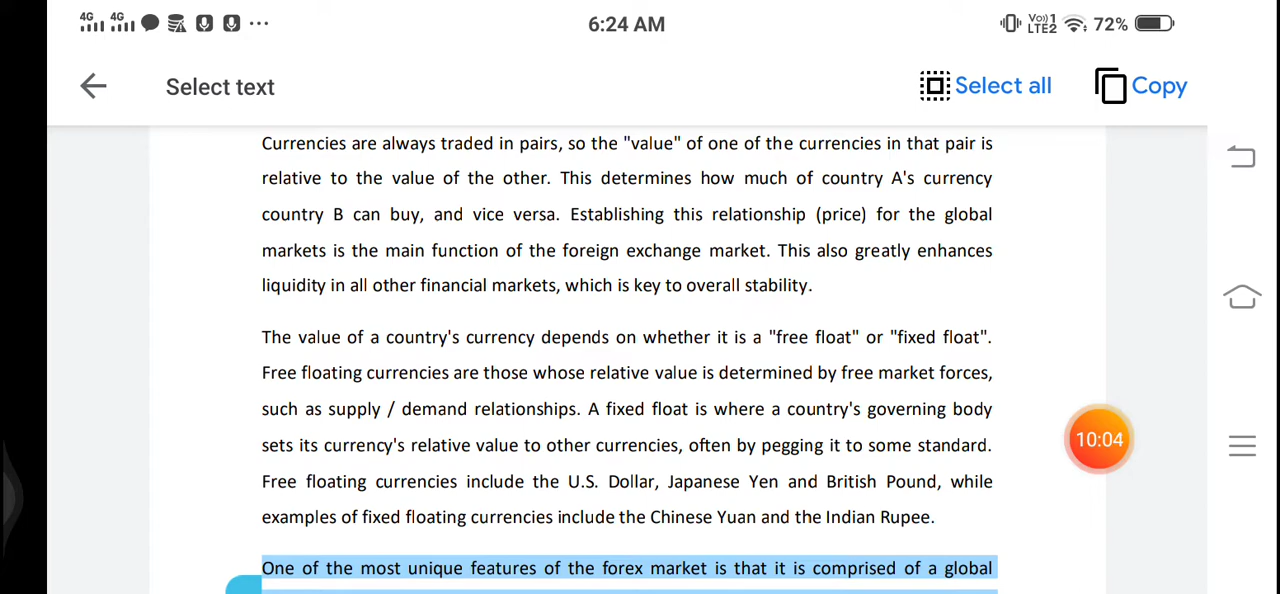 4G 4G 6:24 AM Vo)) 1 LTE2 72%
Select text Select all Copy
Currencies are always traded in pairs, so the "value" of one of the currencies in that pair is
relative to the value of the other. This determines how much of country A's currency
country B can buy, and vice versa. Establishing this relationship (price) for the global
markets is the main function of the foreign exchange market. This also greatly enhances
liquidity in all other financial markets, which is key to overall stability.
The value of a country's currency depends on whether it is a "free float" or "fixed float".
Free floating currencies are those whose relative value is determined by free market forces,
such as supply / demand relationships. A fixed float is where a country's governing body
sets its currency's relative value to other currencies, often by pegging it to some standard.
Free floating currencies include the U.S. Dollar, Japanese Yen and British Pound, while
examples of fixed floating currencies include the Chinese Yuan and the Indian Rupee.
One of the most unique features of the forex market is that it is comprised of a global
10:04